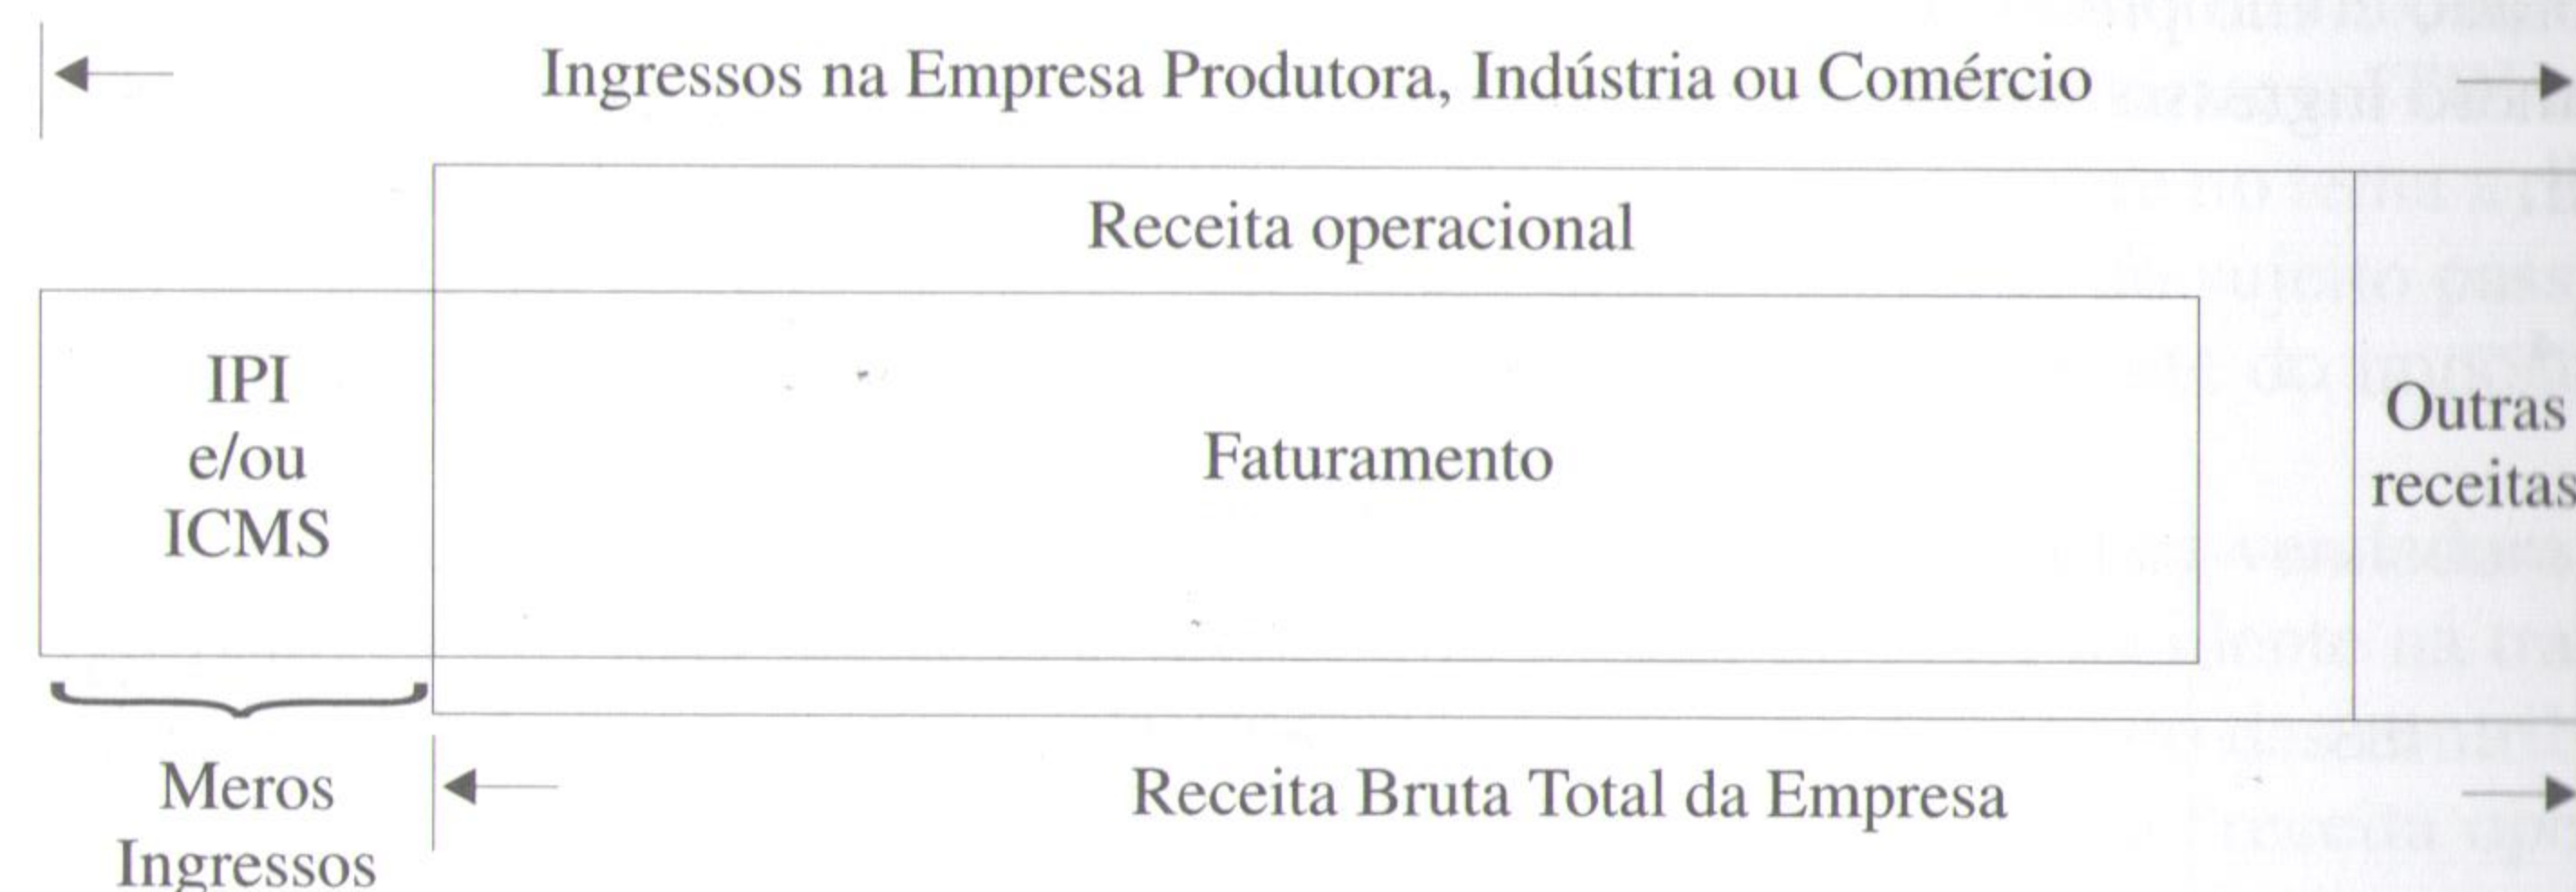 Ingressos na Empresa Produtora, Indústria ou Comércio
Receita operacional
IPI
e/ou
ICMS
Faturamento
Outras
receitas
Meros
Ingressos
Receita Bruta Total da Empresa